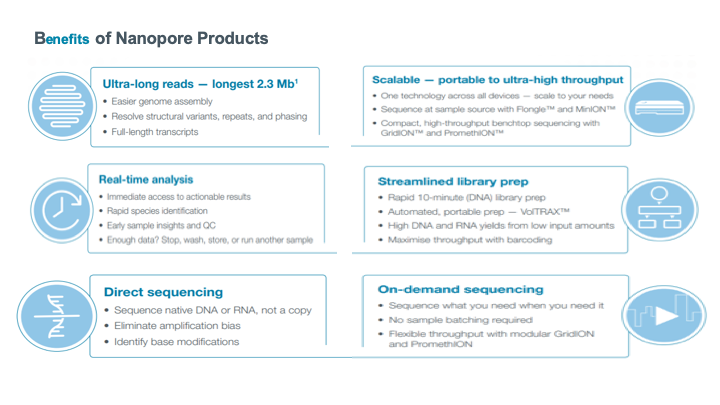 Benefits of Nanopore Products
Ultra-long reads — longest 2.3 Mb¹
• Easier genome assembly
• Resolve structural variants, repeats, and phasing
• Full-length transcripts
Scalable — portable to ultra-high throughput
• One technology across all devices — scale to your needs
• Sequence at sample source with Flongle™ and MinION™
• Compact, high-throughput benchtop sequencing with
GridION™ and PromethION™
Real-time analysis
• Immediate access to actionable results
• Rapid species identification
• Early sample insights and QC
• Enough data? Stop, wash, store, or run another sample
Streamlined library prep
• Rapid 10-minute (DNA) library prep
• Automated, portable prep — VolTRAX™
• High DNA and RNA yields from low input amounts
• Maximise throughput with barcoding
Direct sequencing
• Sequence native DNA or RNA, not a copy
• Eliminate amplification bias
• Identify base modifications
On-demand sequencing
• Sequence what you need when you need it
• No sample batching required
• Flexible throughput with modular GridION
and PromethION